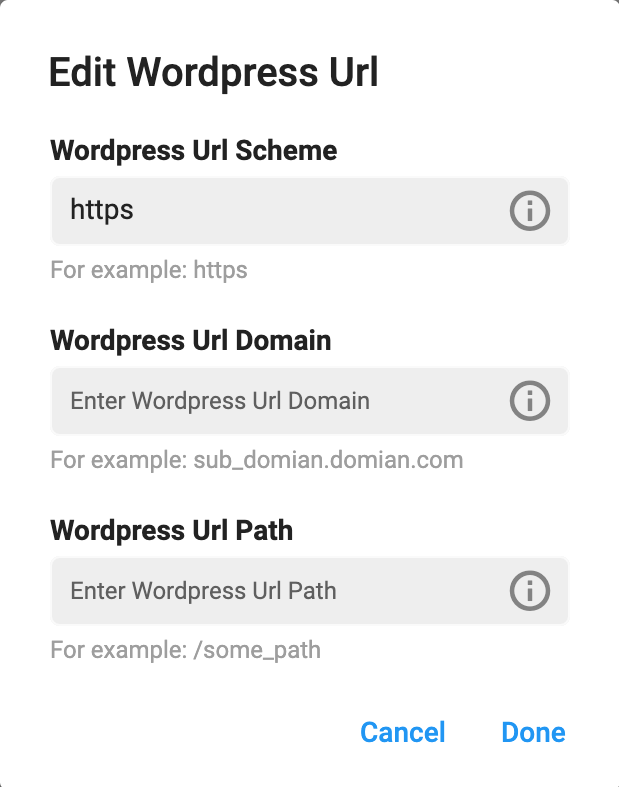 Edit Wordpress Url
Wordpress Url Scheme
https
For example: https
Wordpress Url Domain
Enter Wordpress Url Domain
For example: sub_domian.domian.com
Wordpress Url Path
Enter Wordpress Url Path
For example: /some_path
Cancel Done